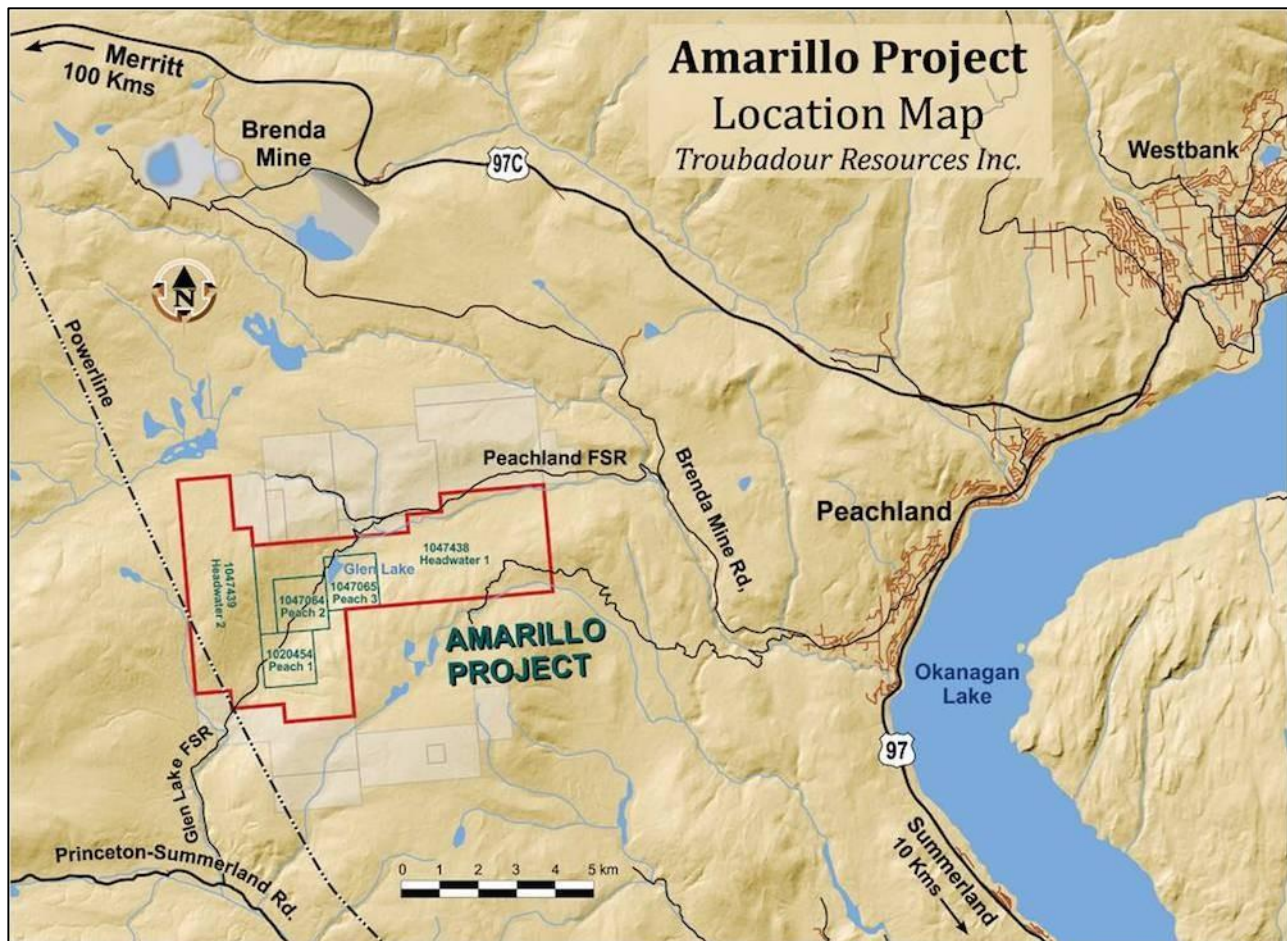 Amarillo Project
Location Map
Troubadour Resources Inc.
Merritt
100 Kms
Brenda
Mine
97C
Westbank
N
Powerline
Peachland FSR
Brenda Mine Rd,
Peachland
1047439
Headwater 2
1047438
Headwater 1
Glen Lake
1047065
Peach 3
1047064
Peach 2
1020454
Peach 1
AMARILLO
PROJECT
Okanagan
Lake
97
Glen Lake FSR
Princeton-Summerland Rd.
0 1 2 3 4 5 km
Summerland
10 Kms